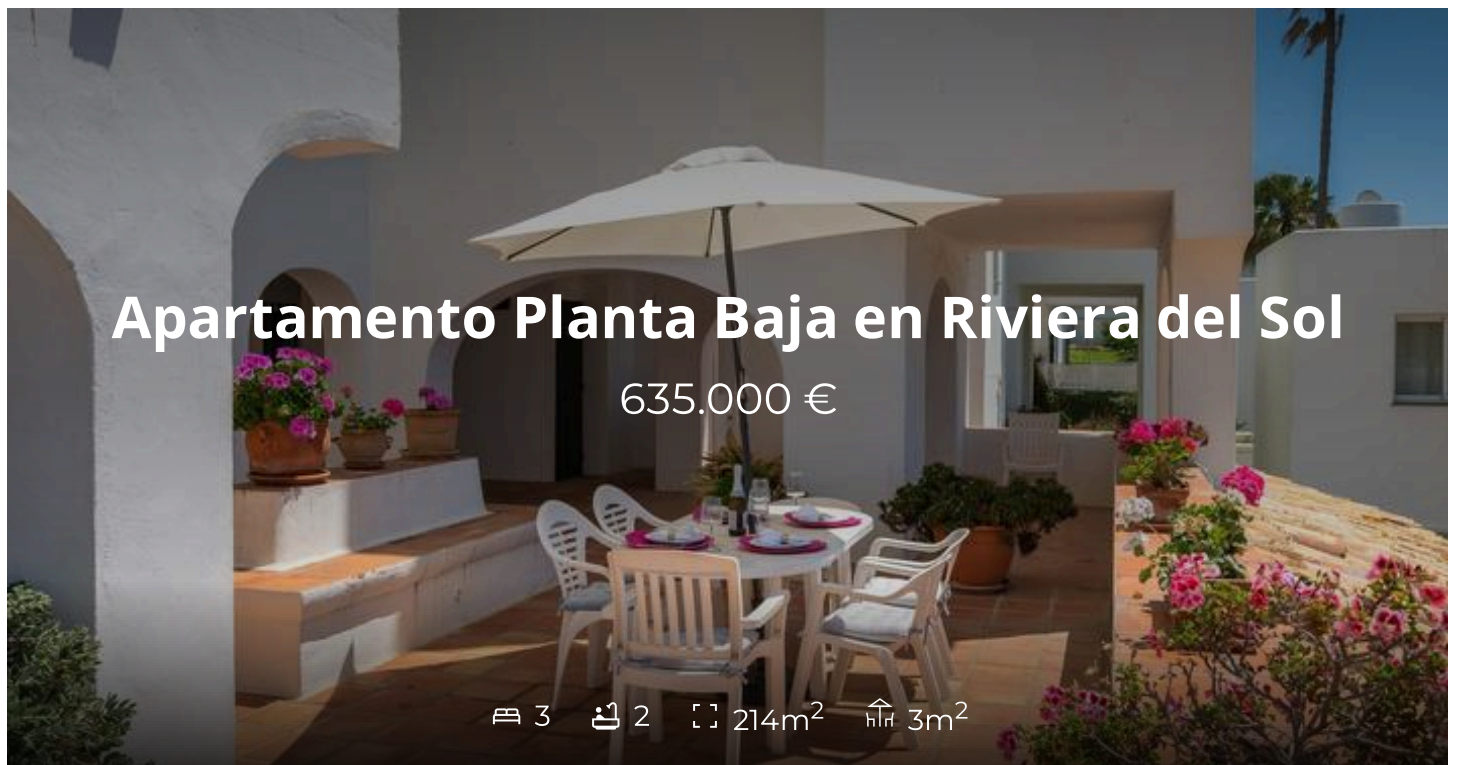 Apartamento Planta Baja en Riviera del Sol
635.000 €
3 2 214m² 3m²